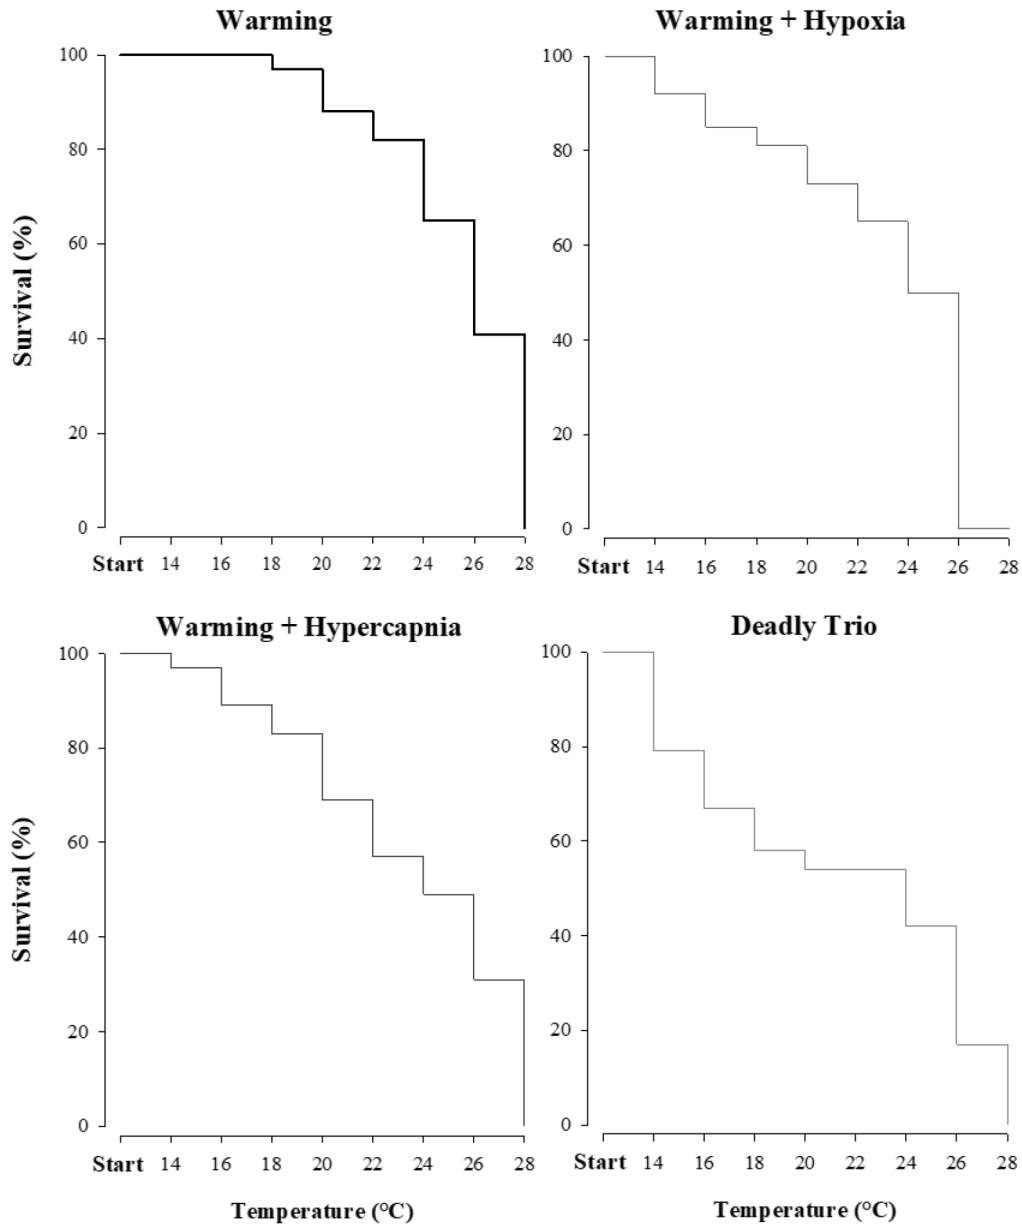 Warming
Warming + Hypoxia
100
80
60
40
20
0
Survival (%)
Start 14 16 18 20 22 24 26 28
100
80
60
40
20
0
Start 14 16 18 20 22 24 26 28
Warming + Hypercapnia
Deadly Trio
100
80
60
40
20
0
Survival (%)
Start 14 16 18 20 22 24 26 28
Temperature (°C)
100
80
60
40
20
0
Start 14 16 18 20 22 24 26 28
Temperature (°C)